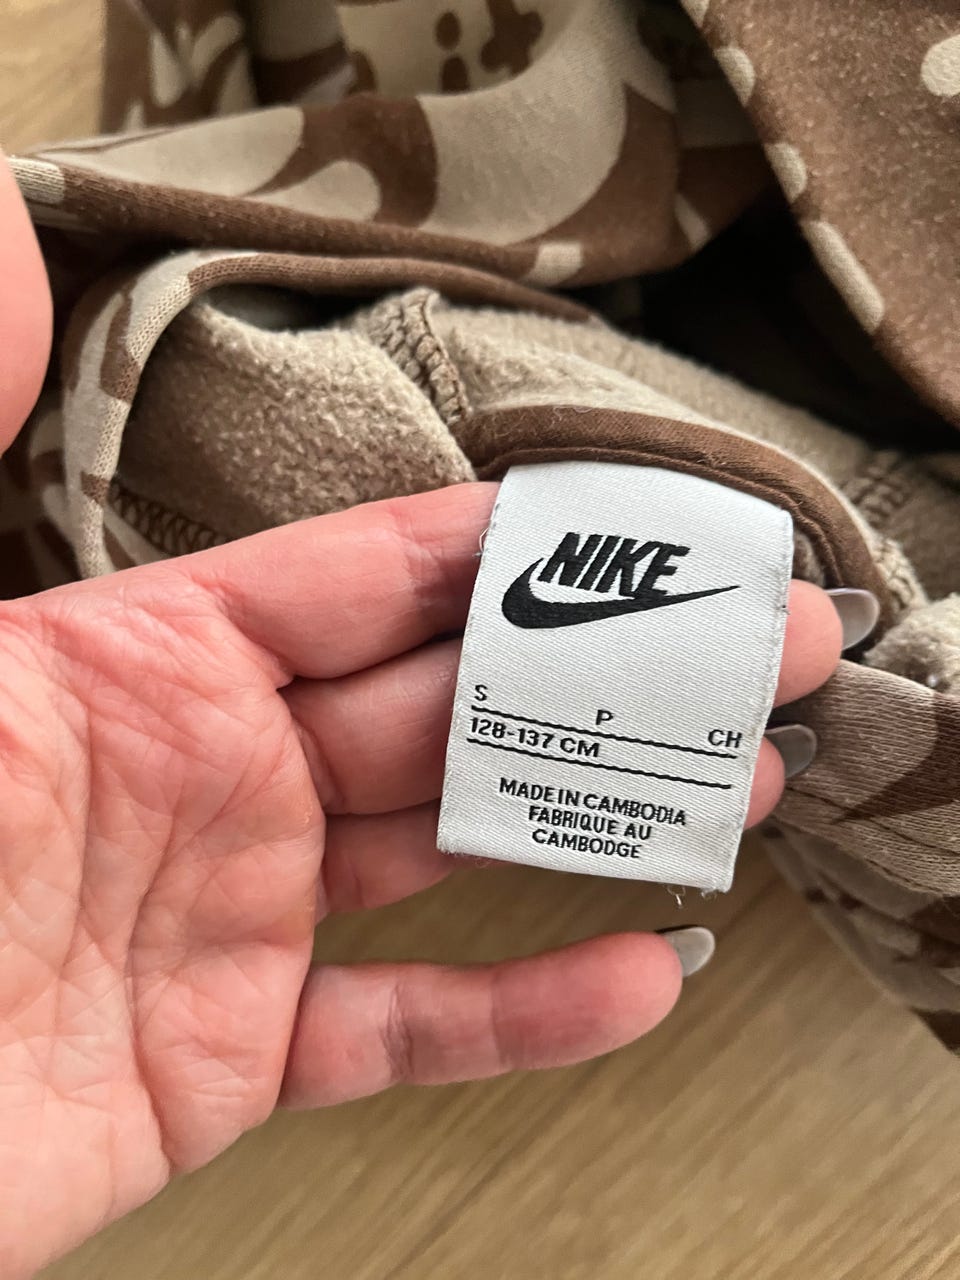 NIKE
S P CH
128-137 CM
MADE IN CAMBODIA
FABRIQUE AU
CAMBODGE